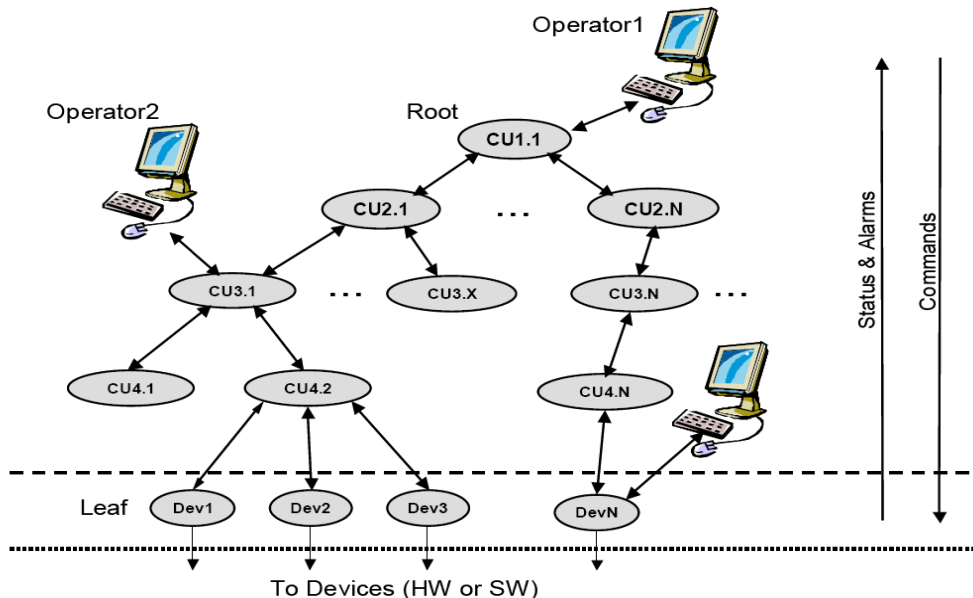 Operator1
Operator2
Root
CU1.1
CU2.1
...
CU2.N
CU3.1
...
CU3.X
CU3.N
...
CU4.1
CU4.2
CU4.N
Leaf
Dev1
Dev2
Dev3
DevN
To Devices (HW or SW)
Status & Alarms
Commands